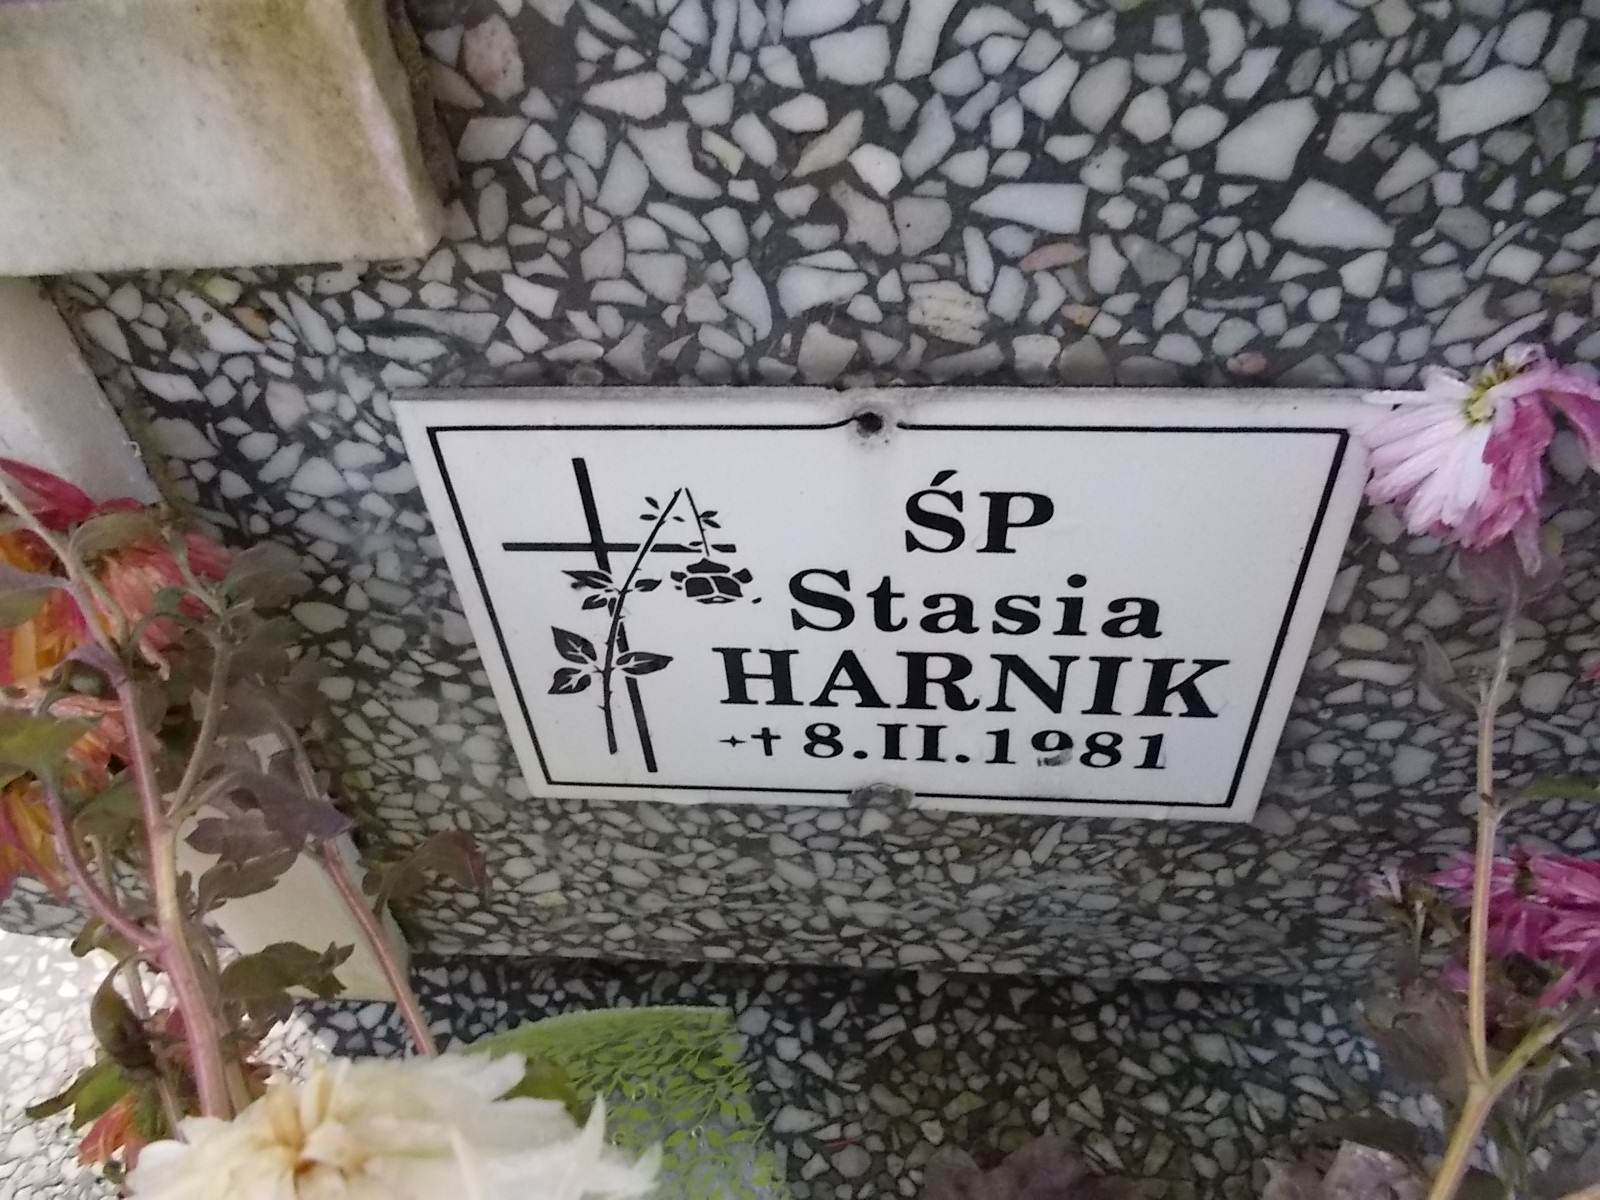 ŚP
Stasia
HARNIK
+† 8.II.1981